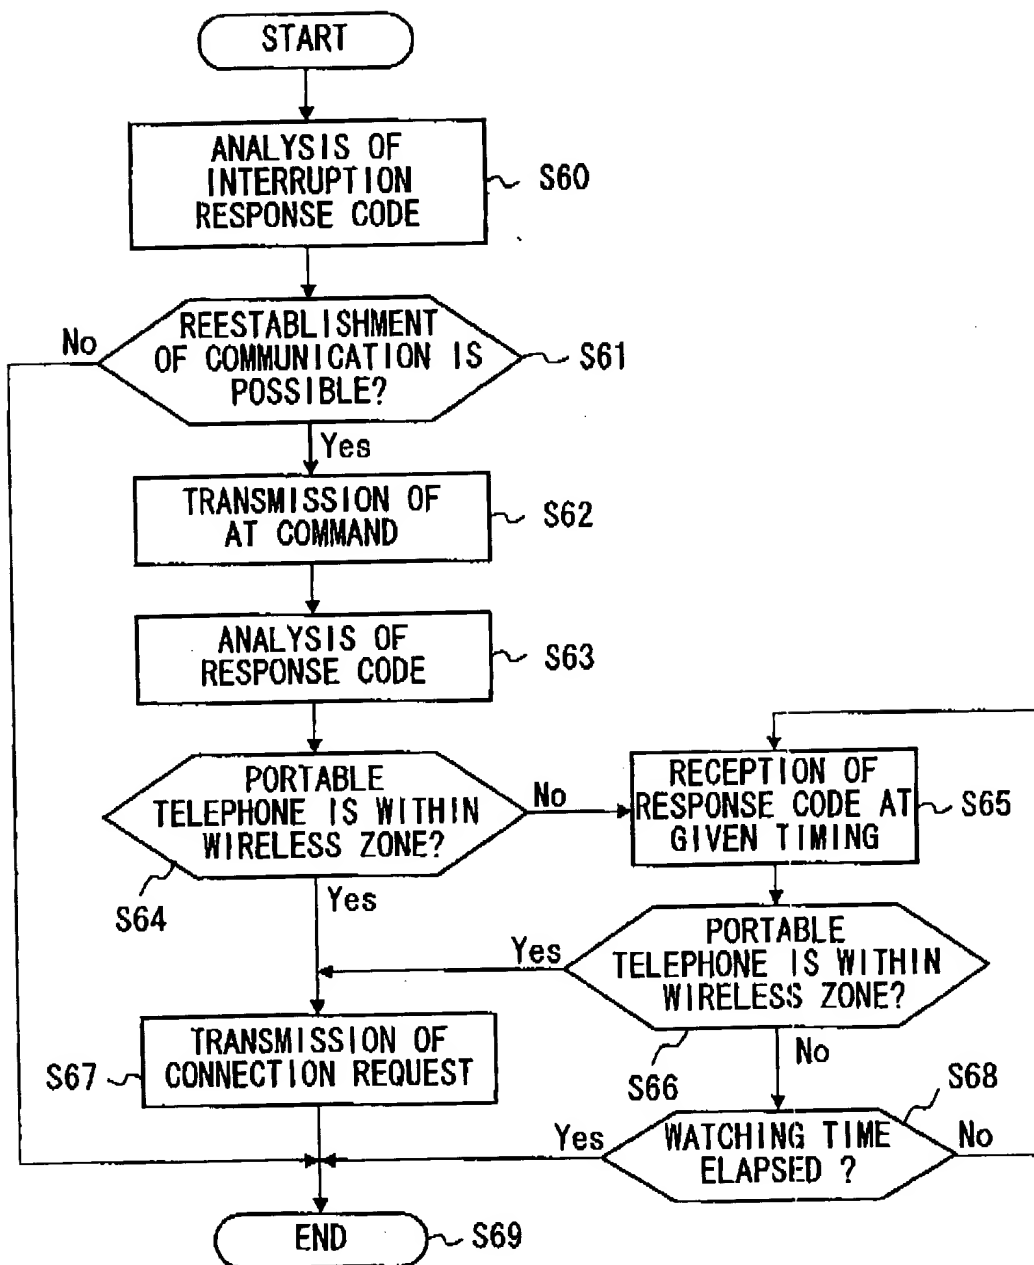 START
ANALYSIS OF
INTERRUPTION
RESPONSE CODE
S60
No
REESTABLISHMENT
OF COMMUNICATION IS
POSSIBLE?
S61
Yes
TRANSMISSION OF
AT COMMAND
S62
ANALYSIS OF
RESPONSE CODE
S63
PORTABLE
TELEPHONE IS WITHIN
WIRELESS ZONE?
No
S64
Yes
RECEPTION OF
RESPONSE CODE AT
GIVEN TIMING
S65
Yes
PORTABLE
TELEPHONE IS WITHIN
WIRELESS ZONE?
S66
No
TRANSMISSION OF
CONNECTION REQUEST
S67
S68
Yes
WATCHING TIME
ELAPSED ?
No
END
S69